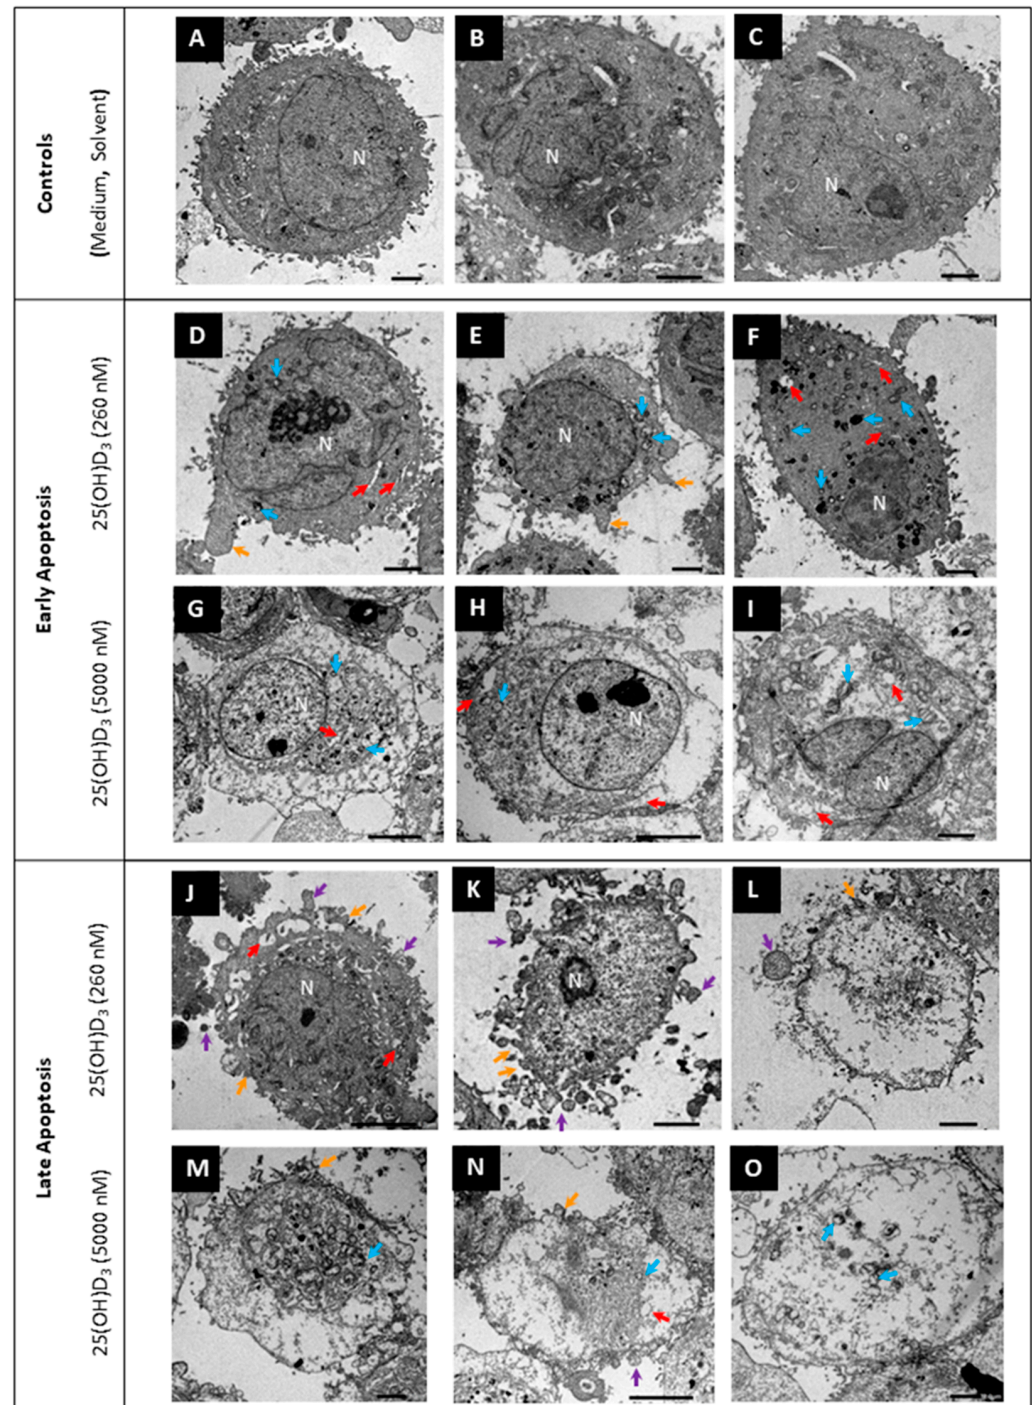 Controls
(Medium, Solvent)
A
B
C
N
N
N
Early Apoptosis
25(OH)D₃ (260 nM)
D
E
F
N
N
N
25(OH)D₃ (5000 nM)
G
H
I
N
N
N
Late Apoptosis
25(OH)D₃ (260 nM)
J
K
L
N
N
25(OH)D₃ (5000 nM)
M
N
O